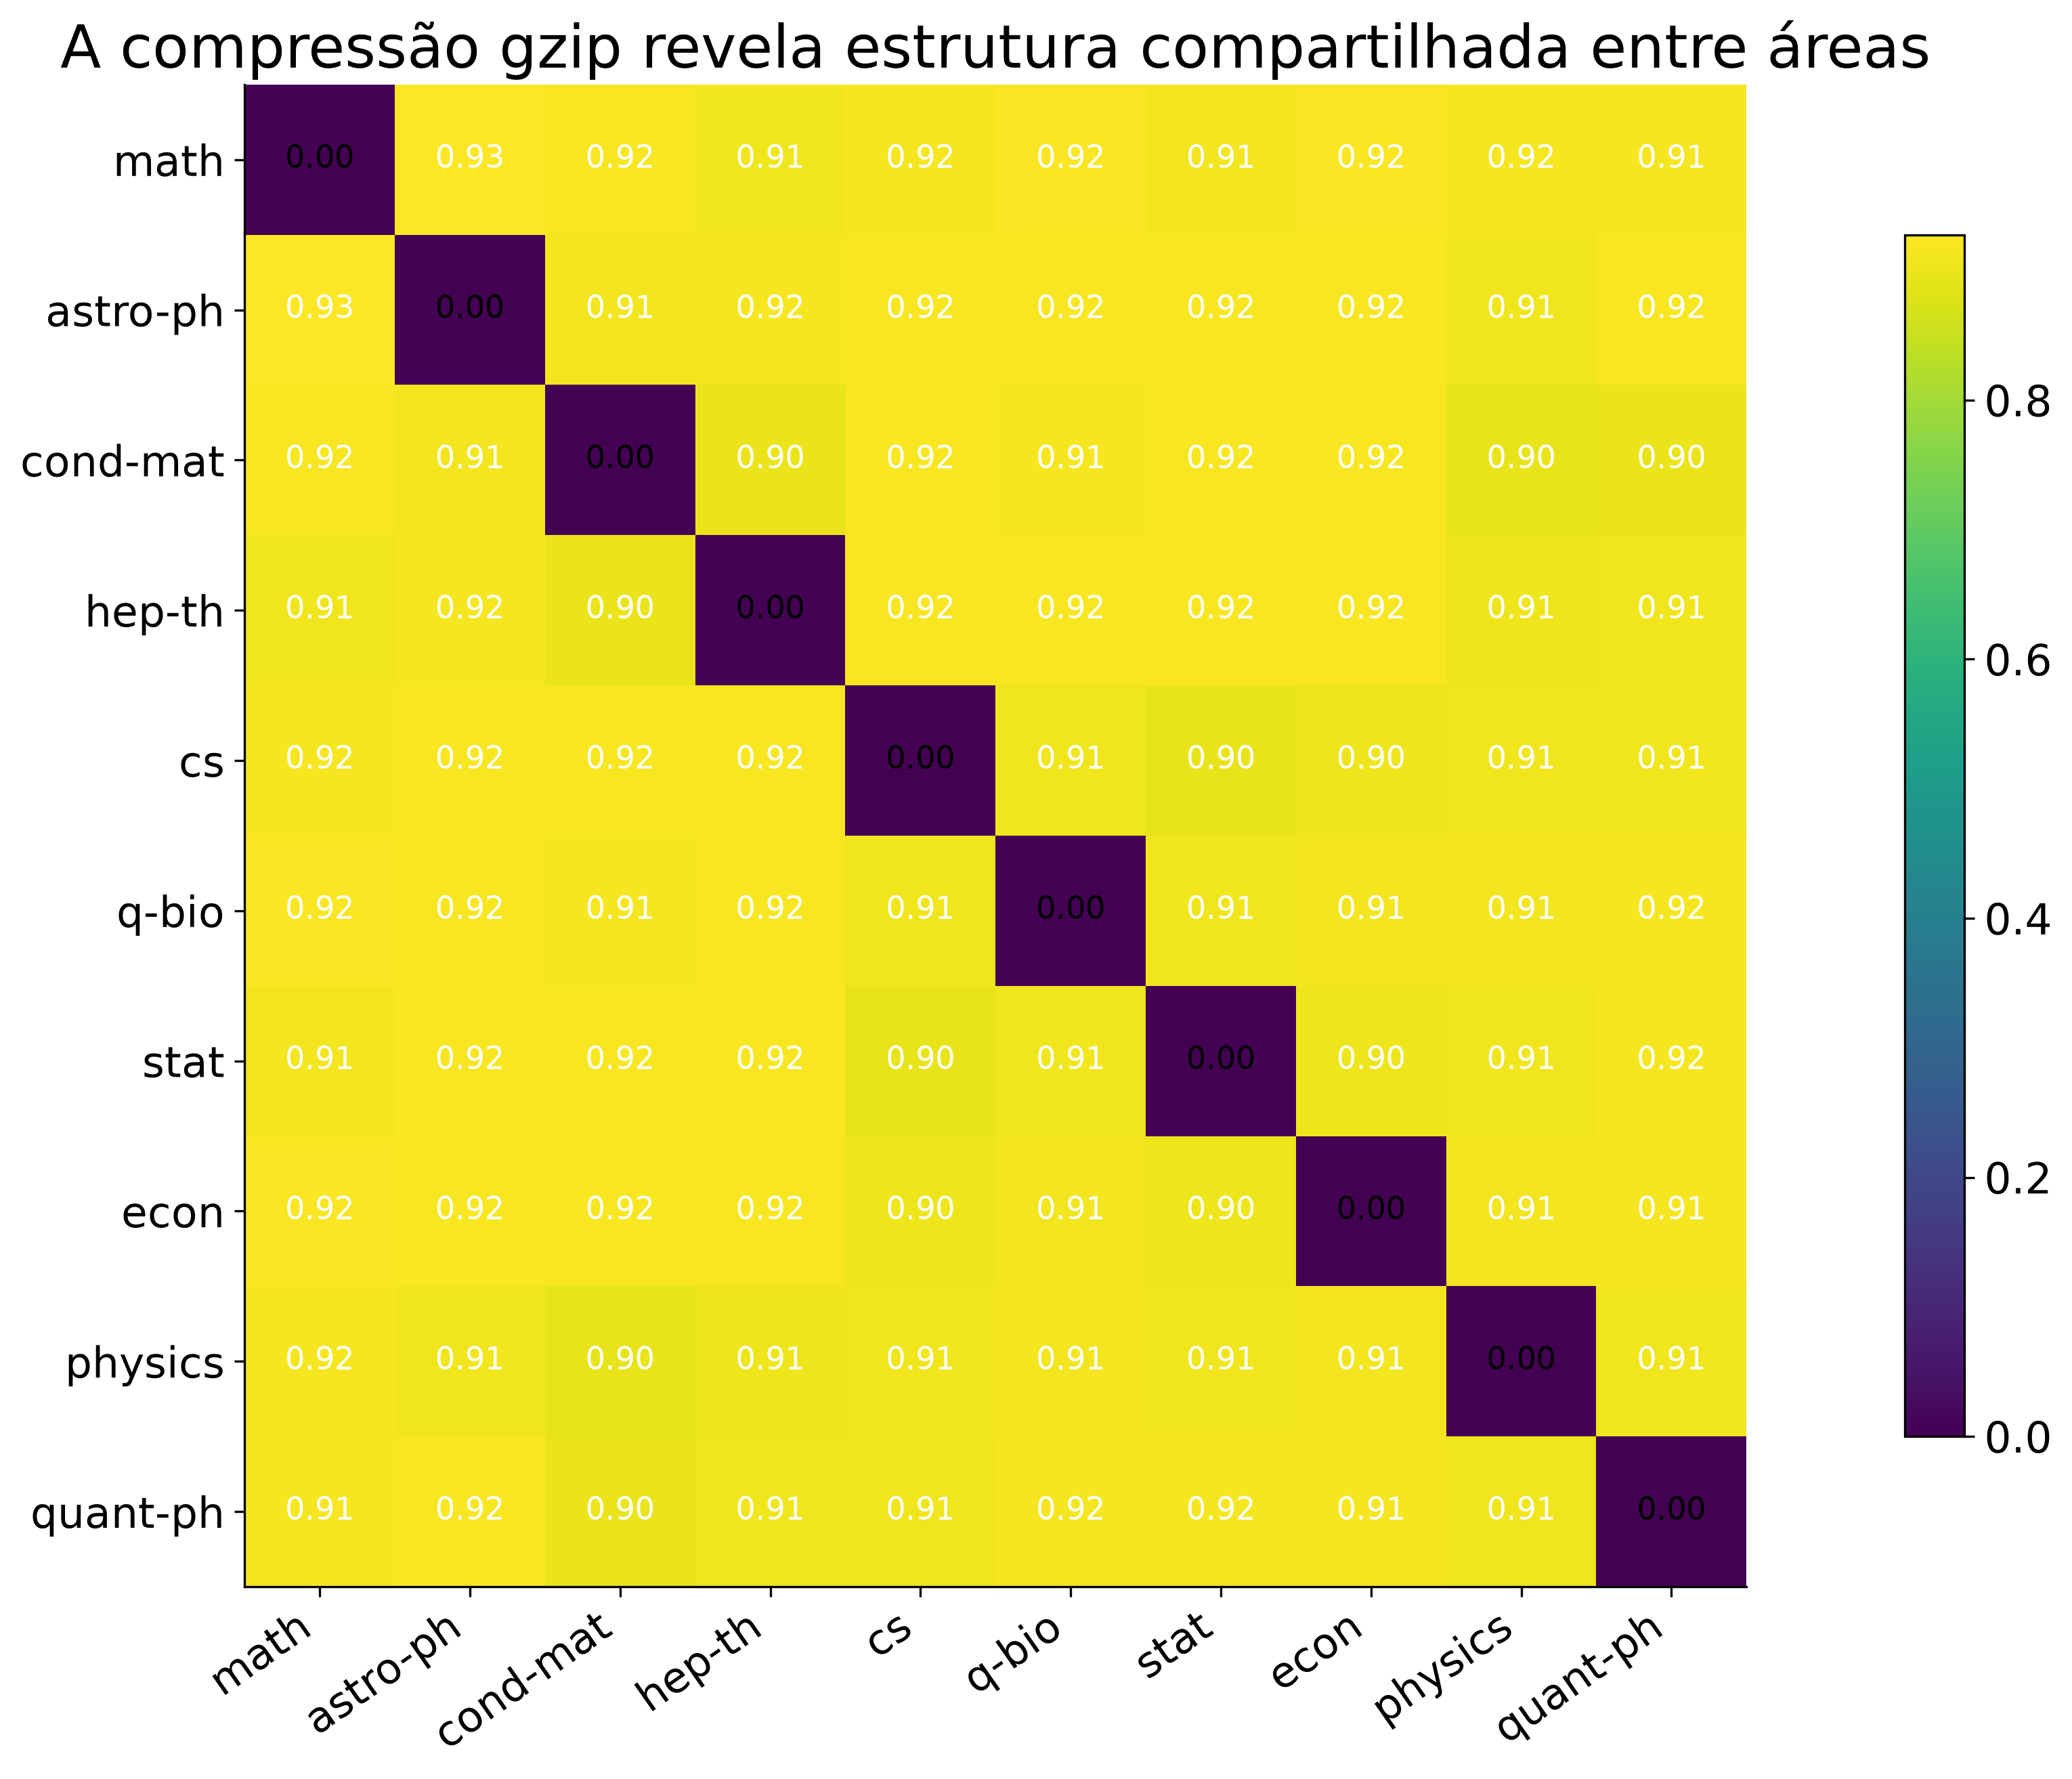 A compressão gzip revela estrutura compartilhada entre áreas
math 0.00 0.93 0.92 0.91 0.92 0.92 0.91 0.92 0.92 0.91
astro-ph 0.93 0.00 0.91 0.92 0.92 0.92 0.92 0.92 0.91 0.92
cond-mat 0.92 0.91 0.00 0.90 0.92 0.91 0.92 0.92 0.90 0.90
hep-th 0.91 0.92 0.90 0.00 0.92 0.92 0.92 0.92 0.91 0.91
cs 0.92 0.92 0.92 0.92 0.00 0.91 0.90 0.90 0.91 0.91
q-bio 0.92 0.92 0.91 0.92 0.91 0.00 0.91 0.91 0.91 0.92
stat 0.91 0.92 0.92 0.92 0.90 0.91 0.00 0.90 0.91 0.92
econ 0.92 0.92 0.92 0.92 0.90 0.91 0.90 0.00 0.91 0.91
physics 0.92 0.91 0.90 0.91 0.91 0.91 0.91 0.91 0.00 0.91
quant-ph 0.91 0.92 0.90 0.91 0.91 0.92 0.92 0.91 0.91 0.00
math astro-ph cond-mat hep-th cs q-bio stat econ physics quant-ph
0.8
0.6
0.4
0.2
0.0